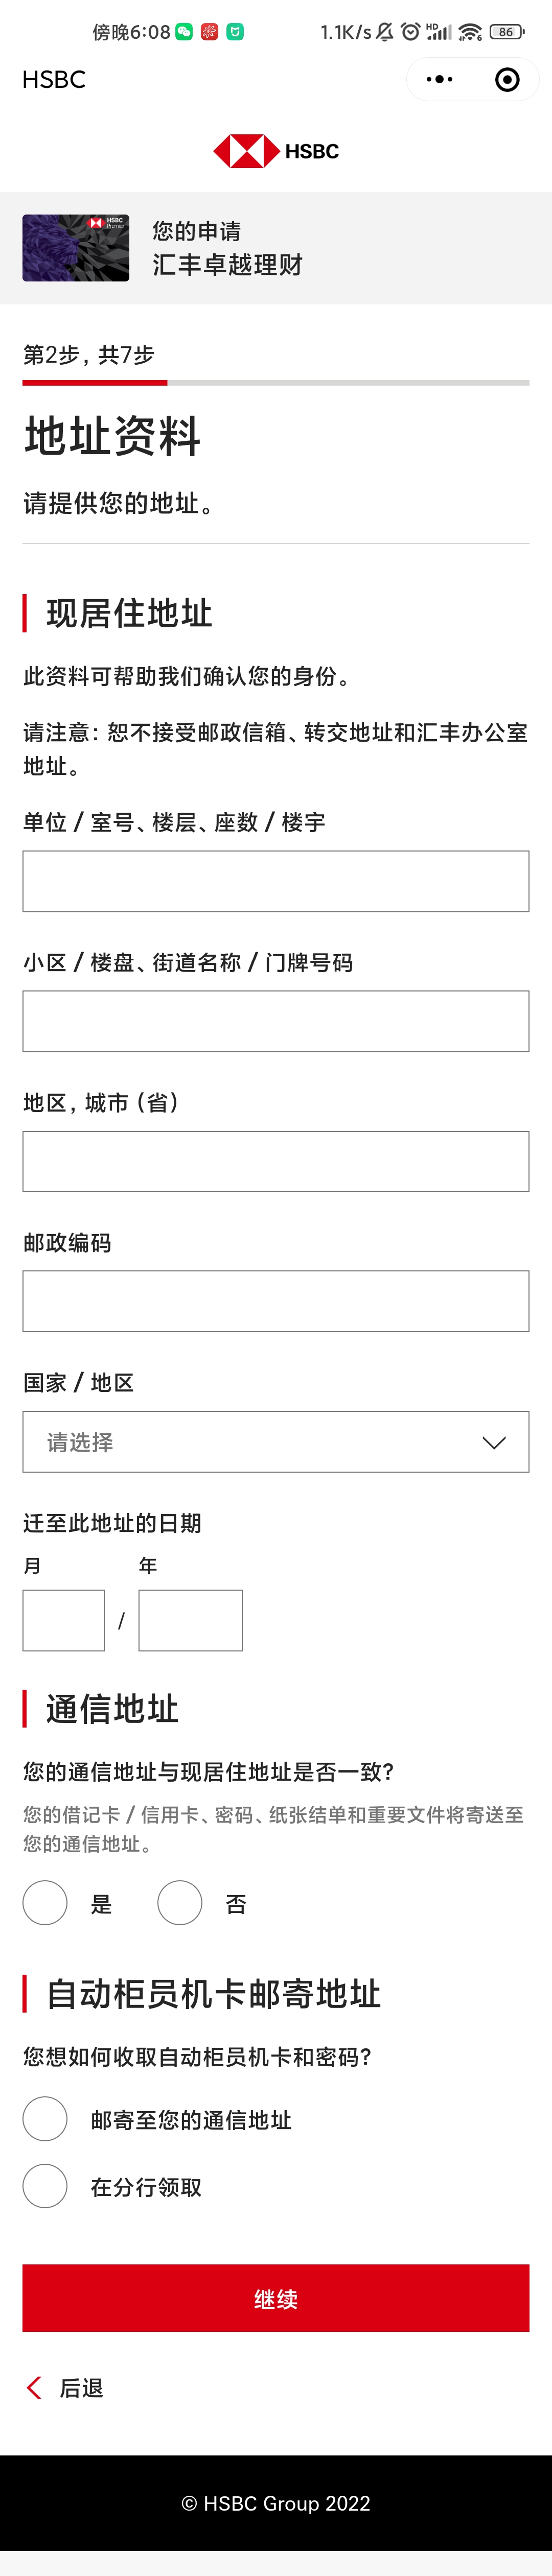 傍晚6:08
1.1K/s
HD
6
86
HSBC
HSBC
HSBC
Premier
您的申请
汇丰卓越理财
第2步，共7步
地址资料
请提供您的地址。
现居住地址
此资料可帮助我们确认您的身份。
请注意：恕不接受邮政信箱、转交地址和汇丰办公室
地址。
单位 / 室号、楼层、座数 / 楼宇
小区 / 楼盘、街道名称 / 门牌号码
地区，城市（省）
邮政编码
国家 / 地区
请选择
迁至此地址的日期
月 年
/
通信地址
您的通信地址与现居住地址是否一致？
您的借记卡 / 信用卡、密码、纸张结单和重要文件将寄送至
您的通信地址。
是 否
自动柜员机卡邮寄地址
您想如何收取自动柜员机卡和密码？
邮寄至您的通信地址
在分行领取
继续
后退
© HSBC Group 2022